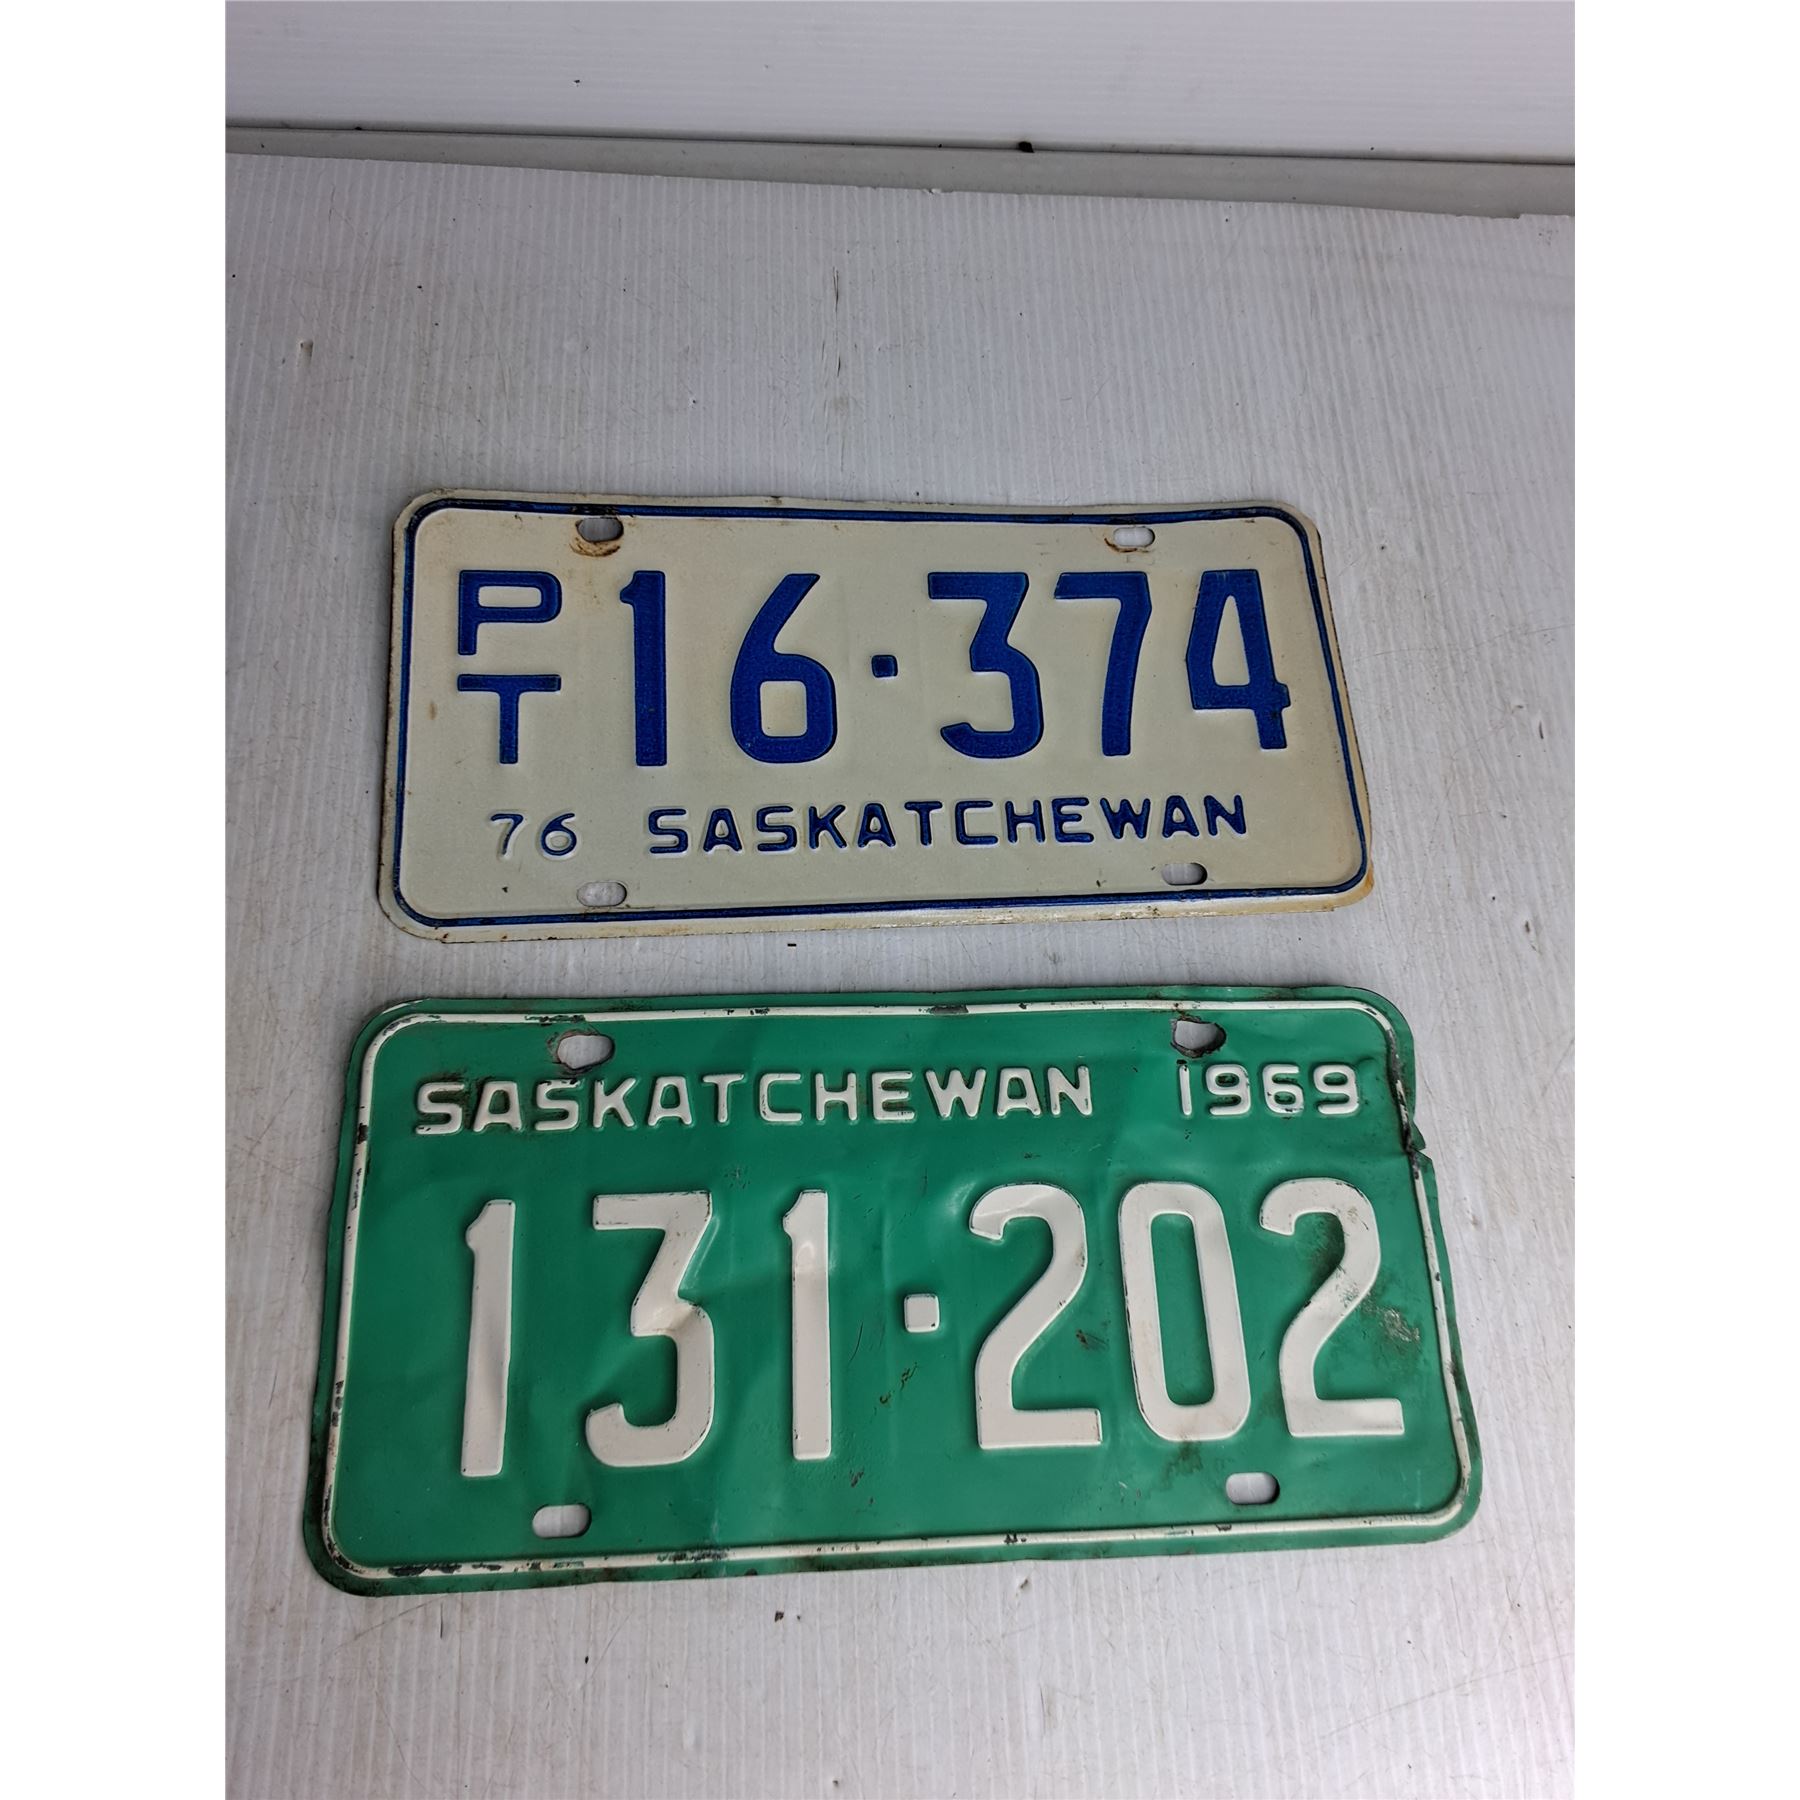 PT 16·374
76 SASKATCHEWAN
SASKATCHEWAN 1969
131·202